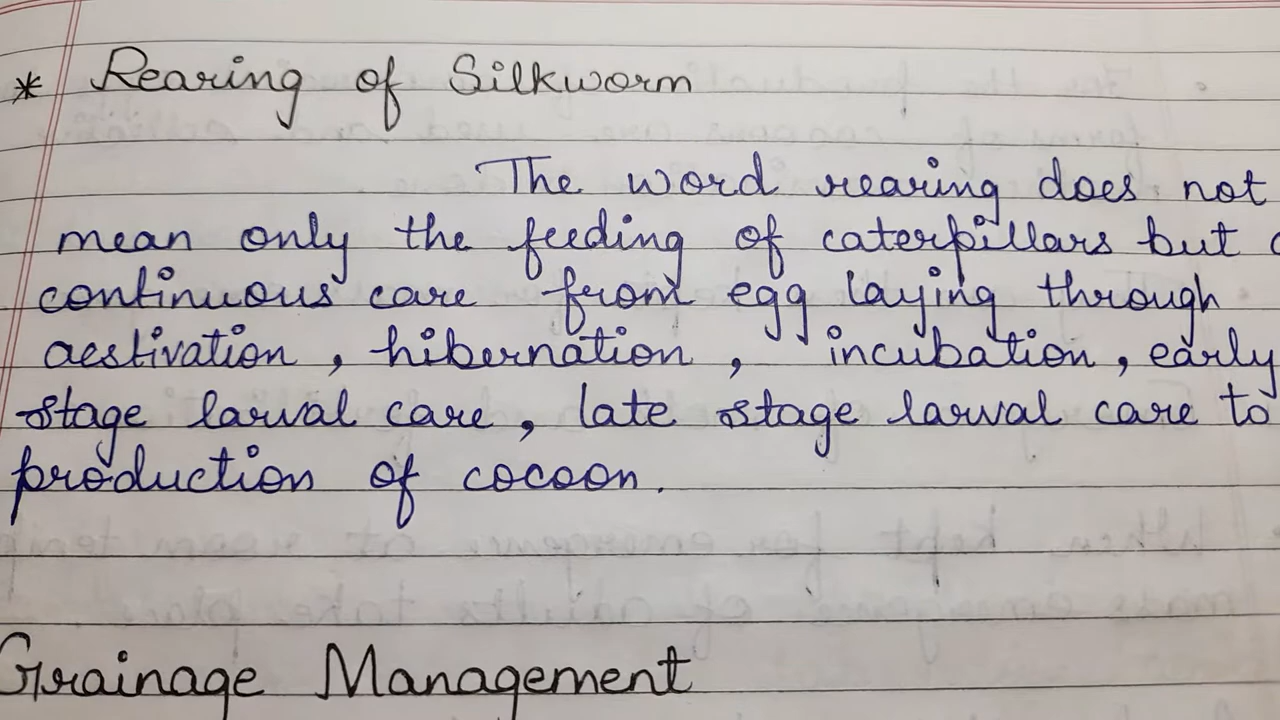 * Rearing of Silkworm
The word rearing does not
mean only the feeding of caterpillars but
continuous care from egg laying through
aestivation, hibernation, incubation, early
stage larval care, late stage larval care to
production of cocoon.
Grainage Management